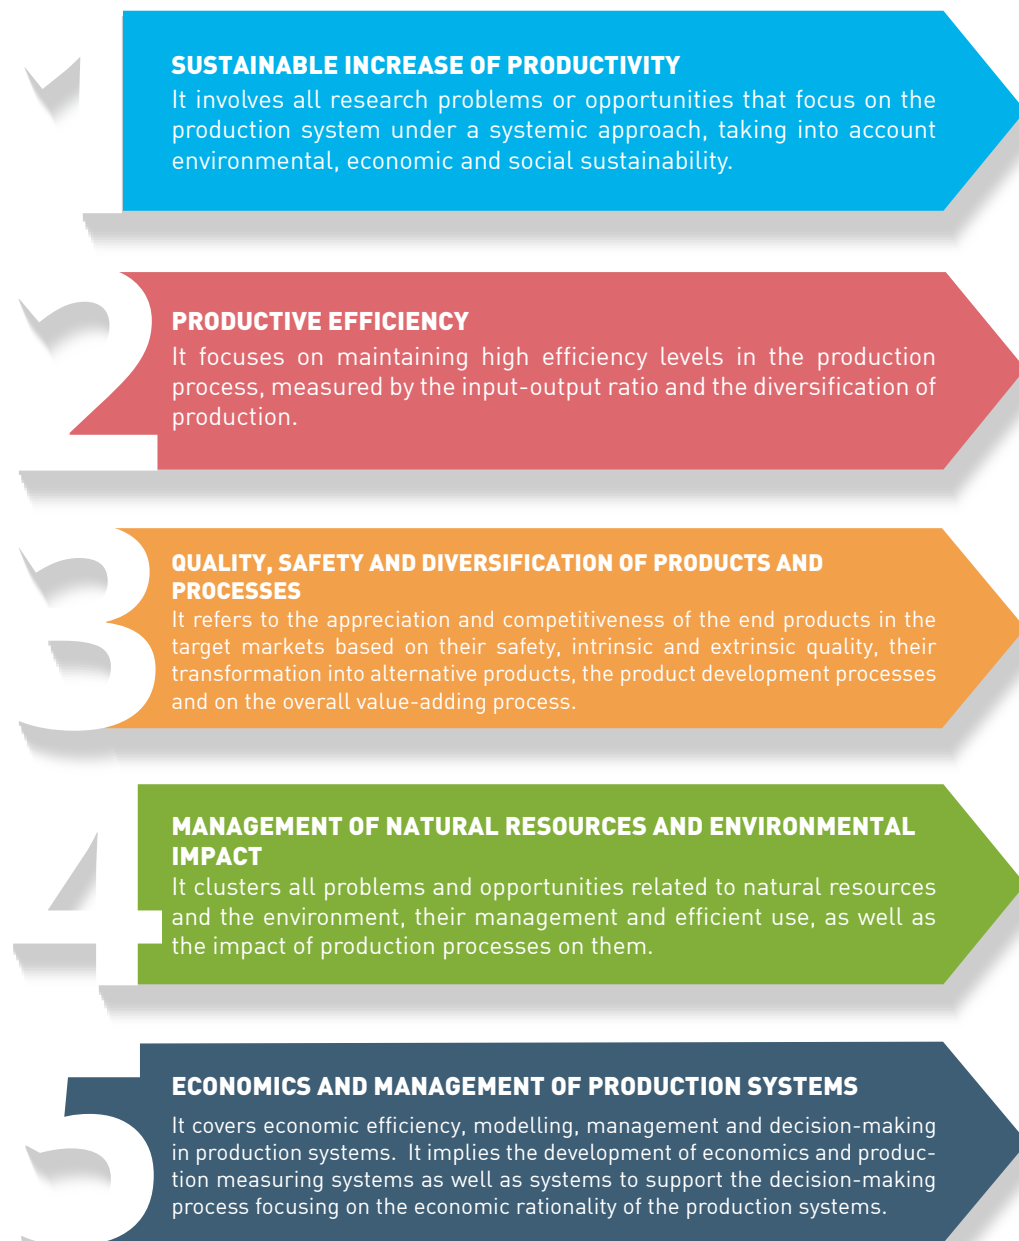 1
SUSTAINABLE INCREASE OF PRODUCTIVITY
It involves all research problems or opportunities that focus on the
production system under a systemic approach, taking into account
environmental, economic and social sustainability.
2
PRODUCTIVE EFFICIENCY
It focuses on maintaining high efficiency levels in the production
process, measured by the input-output ratio and the diversification of
production.
3
QUALITY, SAFETY AND DIVERSIFICATION OF PRODUCTS AND
PROCESSES
It refers to the appreciation and competitiveness of the end products in the
target markets based on their safety, intrinsic and extrinsic quality, their
transformation into alternative products, the product development processes
and on the overall value-adding process.
4
MANAGEMENT OF NATURAL RESOURCES AND ENVIRONMENTAL
IMPACT
It clusters all problems and opportunities related to natural resources
and the environment, their management and efficient use, as well as
the impact of production processes on them.
5
ECONOMICS AND MANAGEMENT OF PRODUCTION SYSTEMS
It covers economic efficiency, modelling, management and decision-making
in production systems.  It implies the development of economics and produc-
tion measuring systems as well as systems to support the decision-making
process focusing on the economic rationality of the production systems.